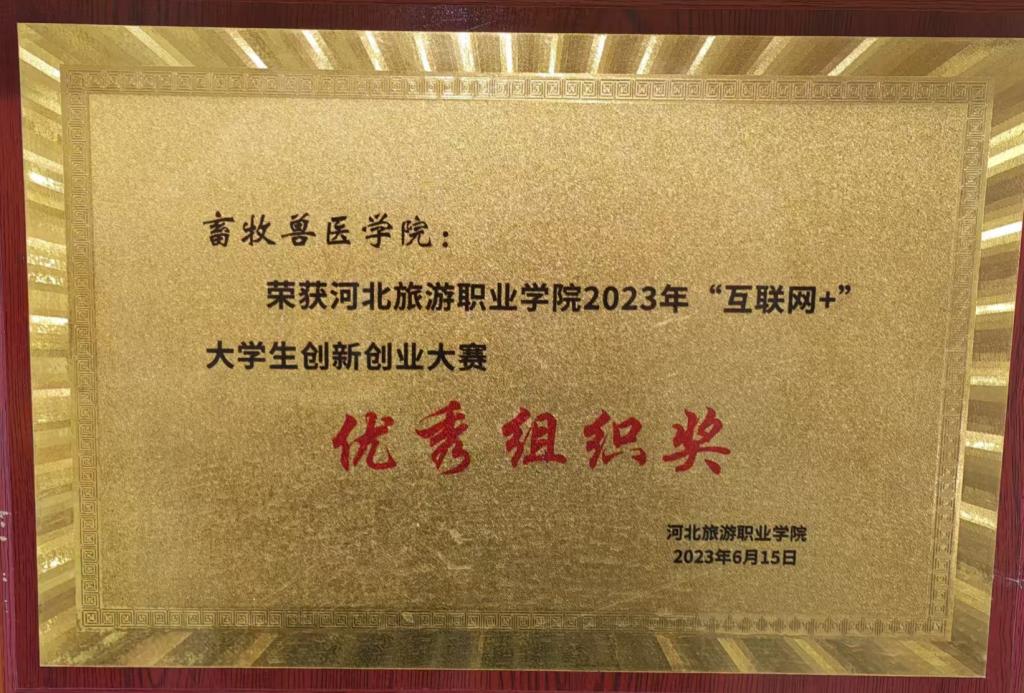 畜牧兽医学院：
荣获河北旅游职业学院2023年“互联网+”
大学生创新创业大赛
优秀组织奖
河北旅游职业学院
2023年6月15日